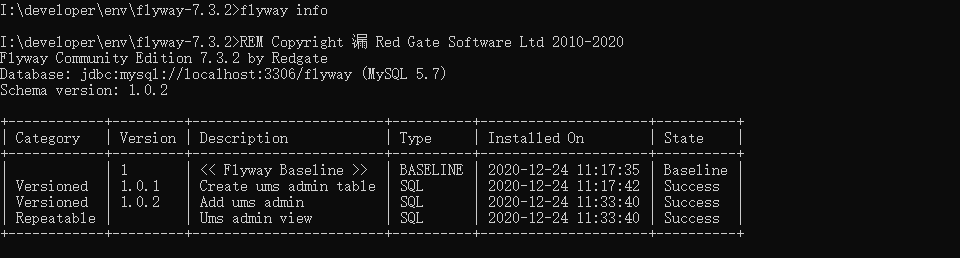 I:\developer\env\flyway-7.3.2>flyway info
I:\developer\env\flyway-7.3.2>REM Copyright 漏 Red Gate Software Ltd 2010-2020
Flyway Community Edition 7.3.2 by Redgate
Database: jdbc:mysql://localhost:3306/flyway (MySQL 5.7)
Schema version: 1.0.2
+-----------+---------+------------------------+----------+---------------------+----------+
| Category | Version | Description | Type | Installed On | State |
+-----------+---------+------------------------+----------+---------------------+----------+
| | 1 | << Flyway Baseline >> | BASELINE | 2020-12-24 11:17:35 | Baseline |
| Versioned | 1.0.1 | Create ums admin table | SQL | 2020-12-24 11:17:42 | Success |
| Versioned | 1.0.2 | Add ums admin | SQL | 2020-12-24 11:33:40 | Success |
| Repeatable | | Ums admin view | SQL | 2020-12-24 11:33:40 | Success |
+-----------+---------+------------------------+----------+---------------------+----------+